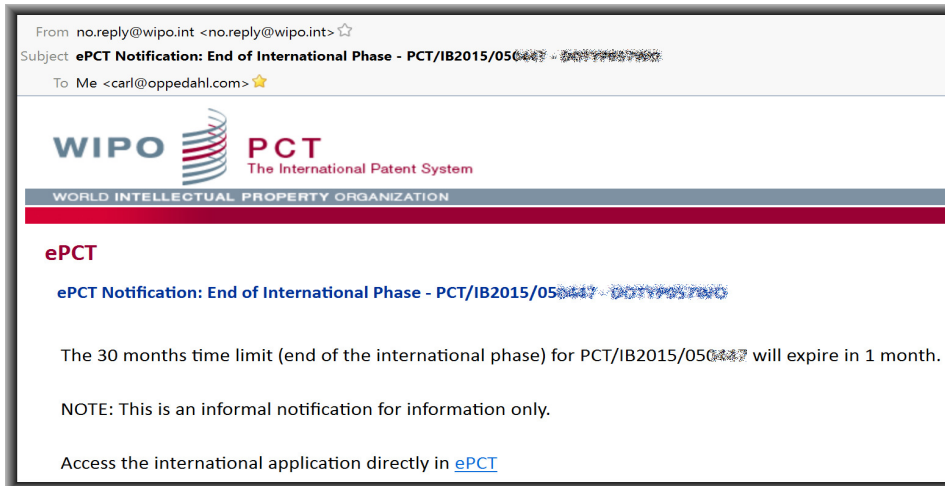 From no.reply@wipo.int <no.reply@wipo.int>
Subject ePCT Notification: End of International Phase - PCT/IB2015/050
To Me <carl@oppedahl.com>
WIPO PCT
The International Patent System
WORLD INTELLECTUAL PROPERTY ORGANIZATION
ePCT
ePCT Notification: End of International Phase - PCT/IB2015/05
The 30 months time limit (end of the international phase) for PCT/IB2015/050 will expire in 1 month.
NOTE: This is an informal notification for information only.
Access the international application directly in ePCT